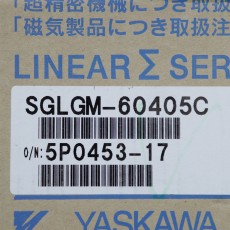 「超精密機械につき取扱
「磁気製品につき取扱注
LINEAR Σ SER
SGLGM-60405C
O/N: 5P0453-17
YASKAWA